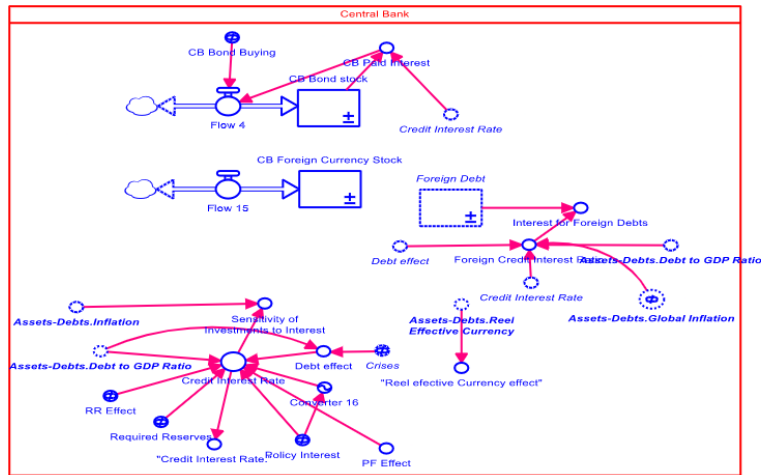 Central Bank
CB Bond Buying
CB Paid Interest
CB Bond stock
Flow 4
Credit Interest Rate
CB Foreign Currency Stock
Flow 15
Foreign Debt
Interest for Foreign Debts
Debt effect
Foreign Credit Interest Ratio
Assets-Debts.Debt to GDP Ratio
Credit Interest Rate
Assets-Debts.Global Inflation
Assets-Debts.Reel
Effective Currency
"Reel efective Currency effect"
Assets-Debts.Inflation
Sensitivity of
Investments to Interest
Assets-Debts.Debt to GDP Ratio
Credit Interest Rate
Debt effect
Crises
RR Effect
Converter 16
Required Reserves
"Credit Interest Rate."
Policy Interest
PF Effect